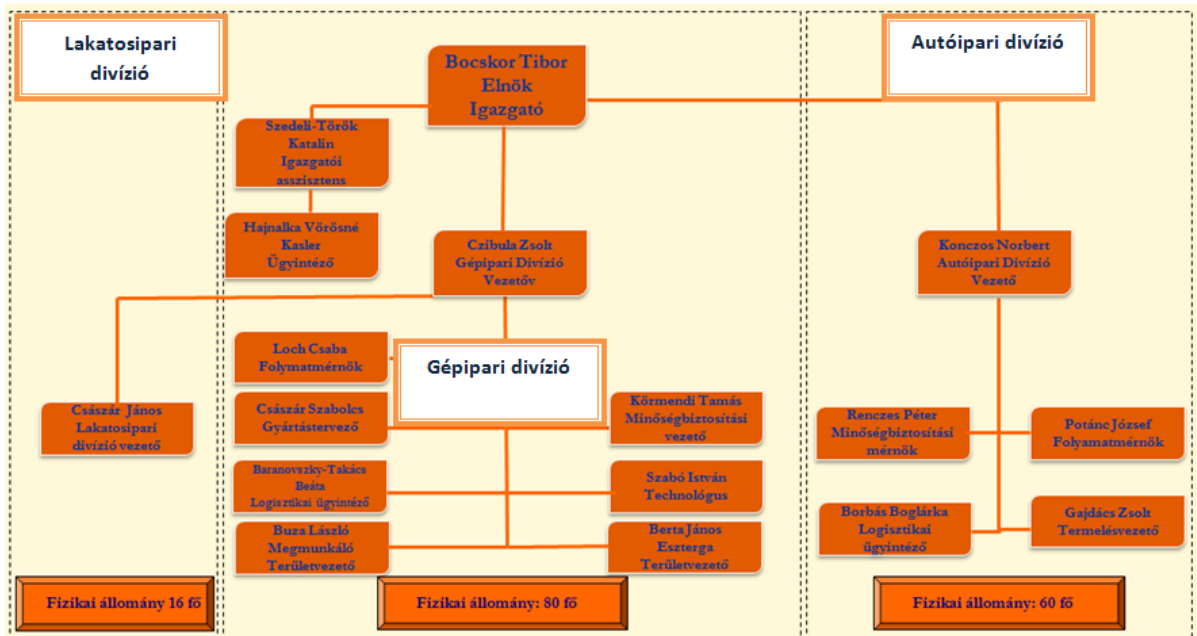 Lakatosipari
divízió
Autóipari divízió
Bocskor Tibor
Elnök
Igazgató
Szedeli-Török
Katalin
Igazgatói
asszisztens
Hajnalka Vörösné
Kasler
Ügyintéző
Czibula Zsolt
Gépipari Divízió
Vezetőv
Konczos Norbert
Autóipari Divízió
Vezető
Loch Csaba
Folymatmérnök
Gépipari divízió
Császár János
Lakatosipari
divízió vezető
Császár Szabolcs
Gyártástervező
Körmendi Tamás
Minőségbiztosítási
vezető
Renczes Péter
Minőségbiztosítási
mérnök
Potánc József
Folyamatmérnök
Baranovszky-Takács
Beáta
Logisztikai ügyintéző
Szabó István
Technológus
Borbás Boglárka
Logisztikai
ügyintéző
Gajdács Zsolt
Termelésvezető
Buza László
Megmunkáló
Területvezető
Berta János
Eszterga
Területvezető
Fizikai állomány 16 fő
Fizikai állomány: 80 fő
Fizikai állomány: 60 fő